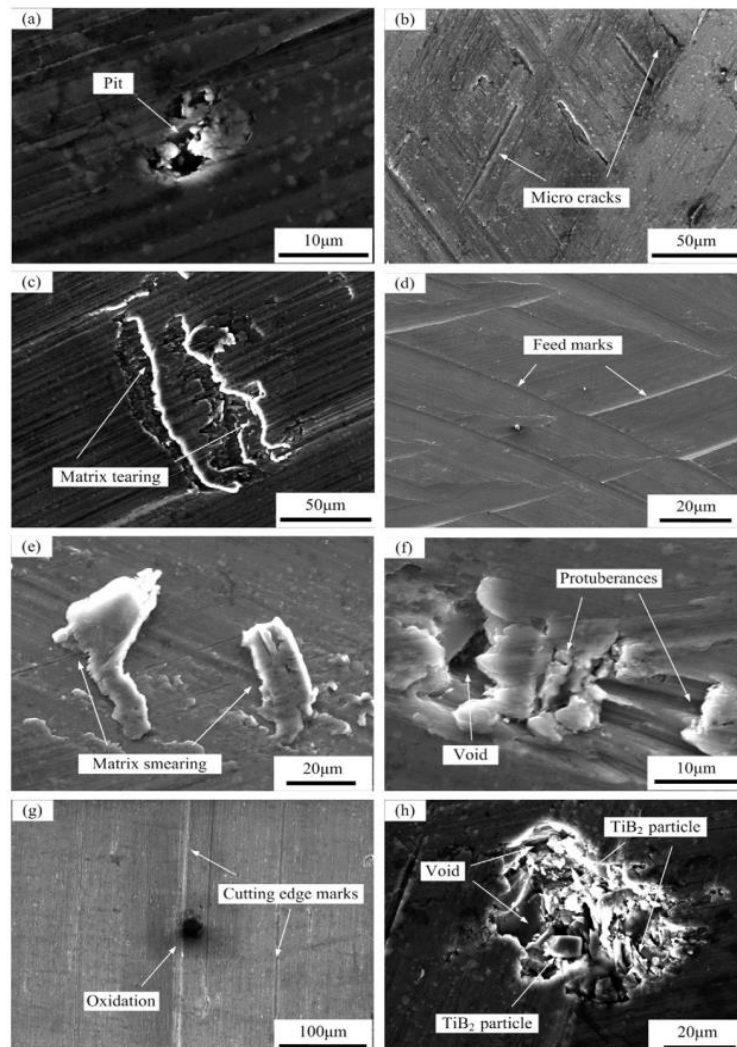 (a)
Pit
10μm
(b)
Micro cracks
50μm
(c)
Matrix tearing
50μm
(d)
Feed marks
20μm
(e)
Matrix smearing
20μm
(f)
Protuberances
Void
10μm
(g)
Cutting edge marks
Oxidation
100μm
(h)
TiB₂ particle
Void
TiB₂ particle
20μm